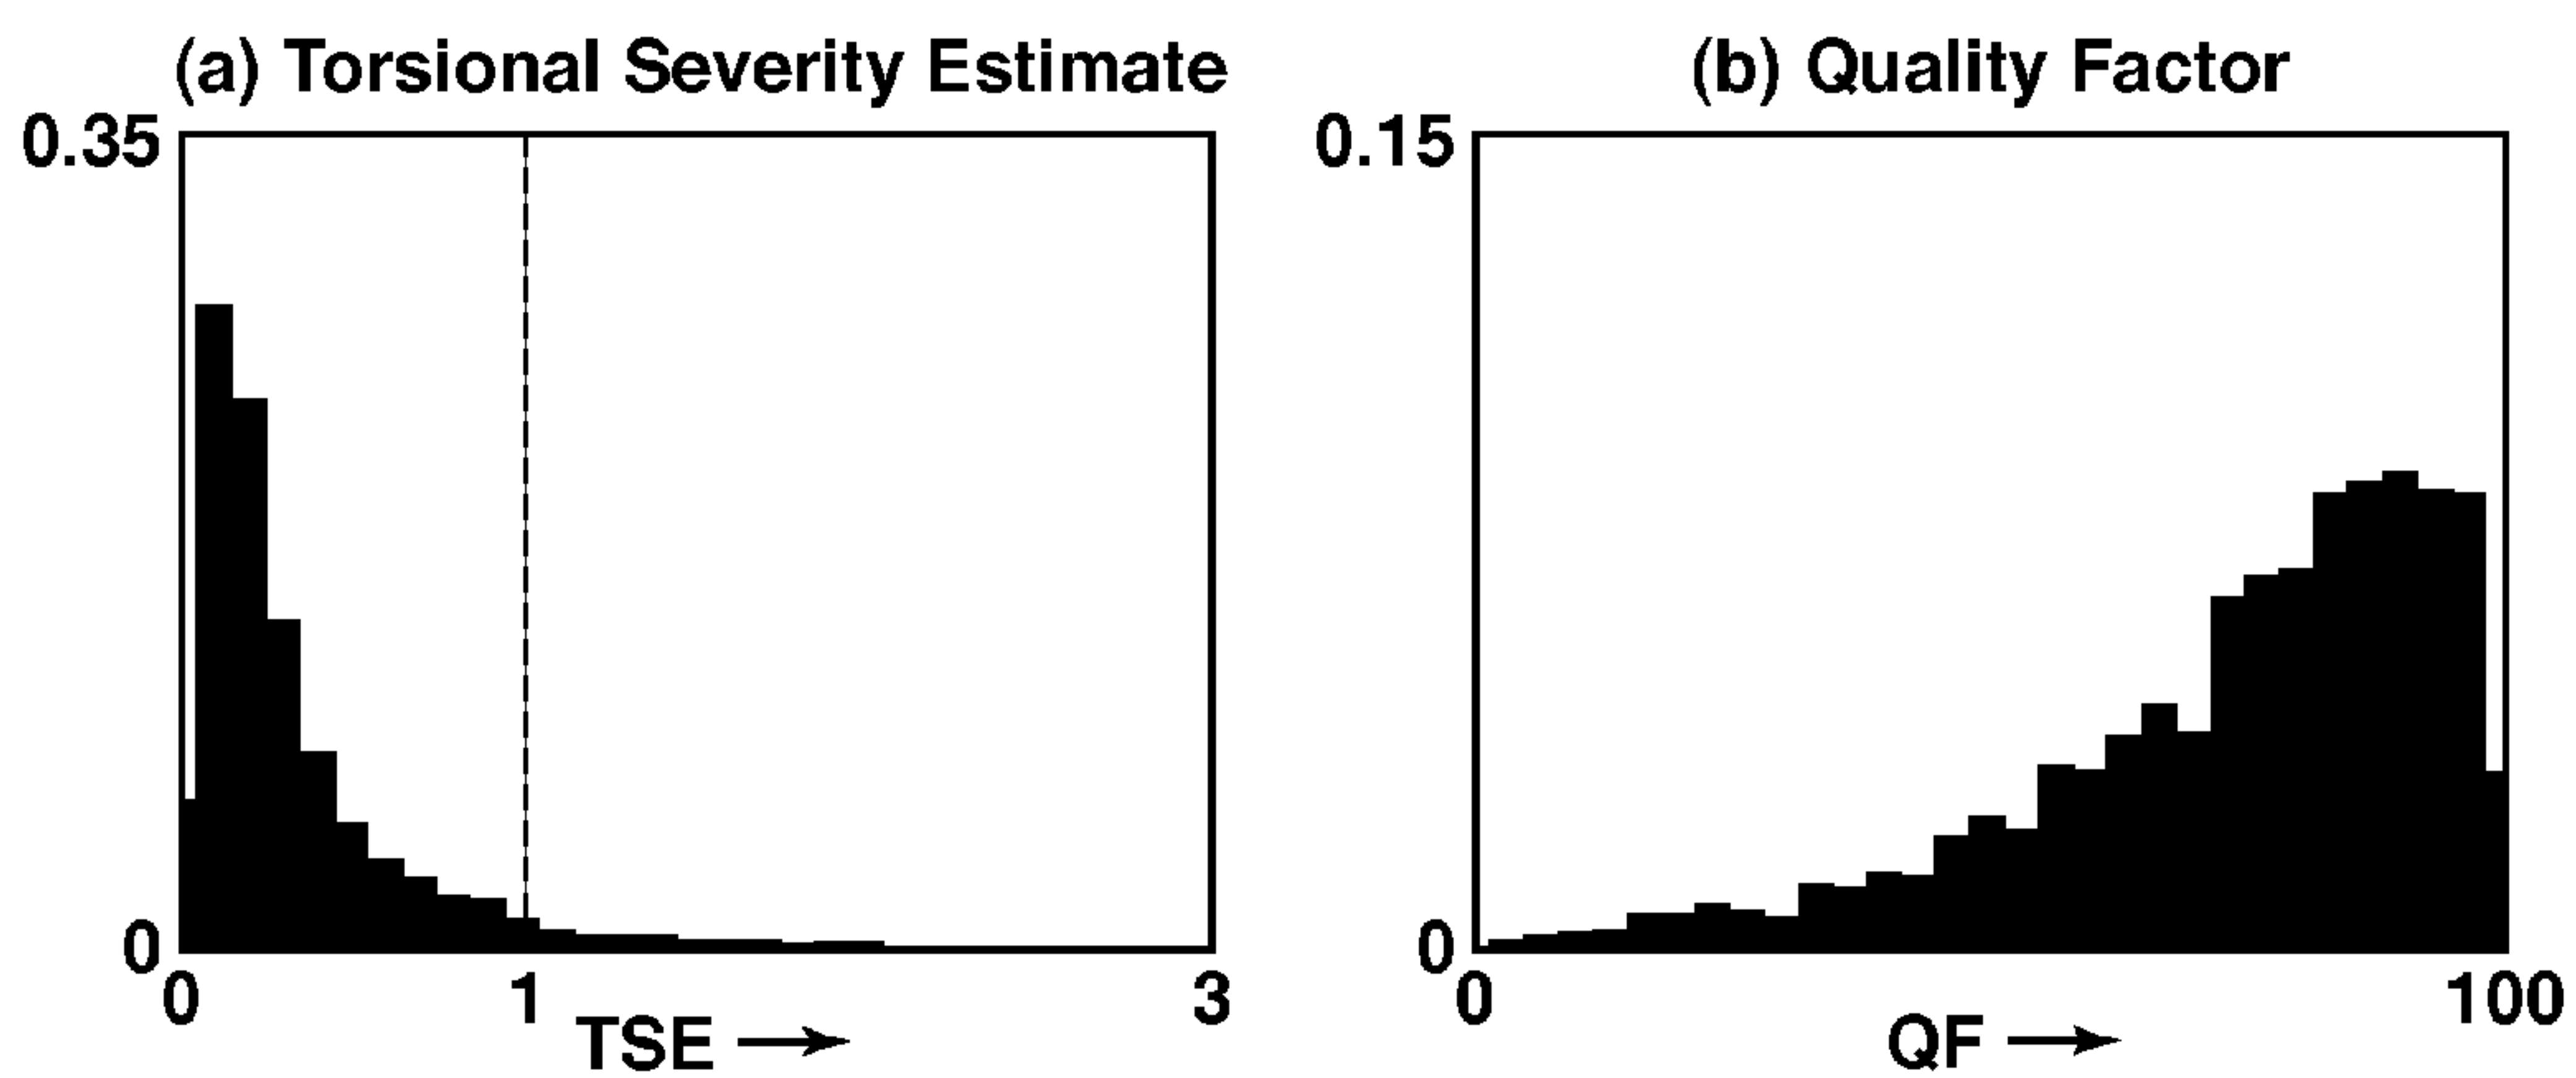 (a) Torsional Severity Estimate
0.35
0
0
1
3
TSE
(b) Quality Factor
0.15
0
0
100
QF